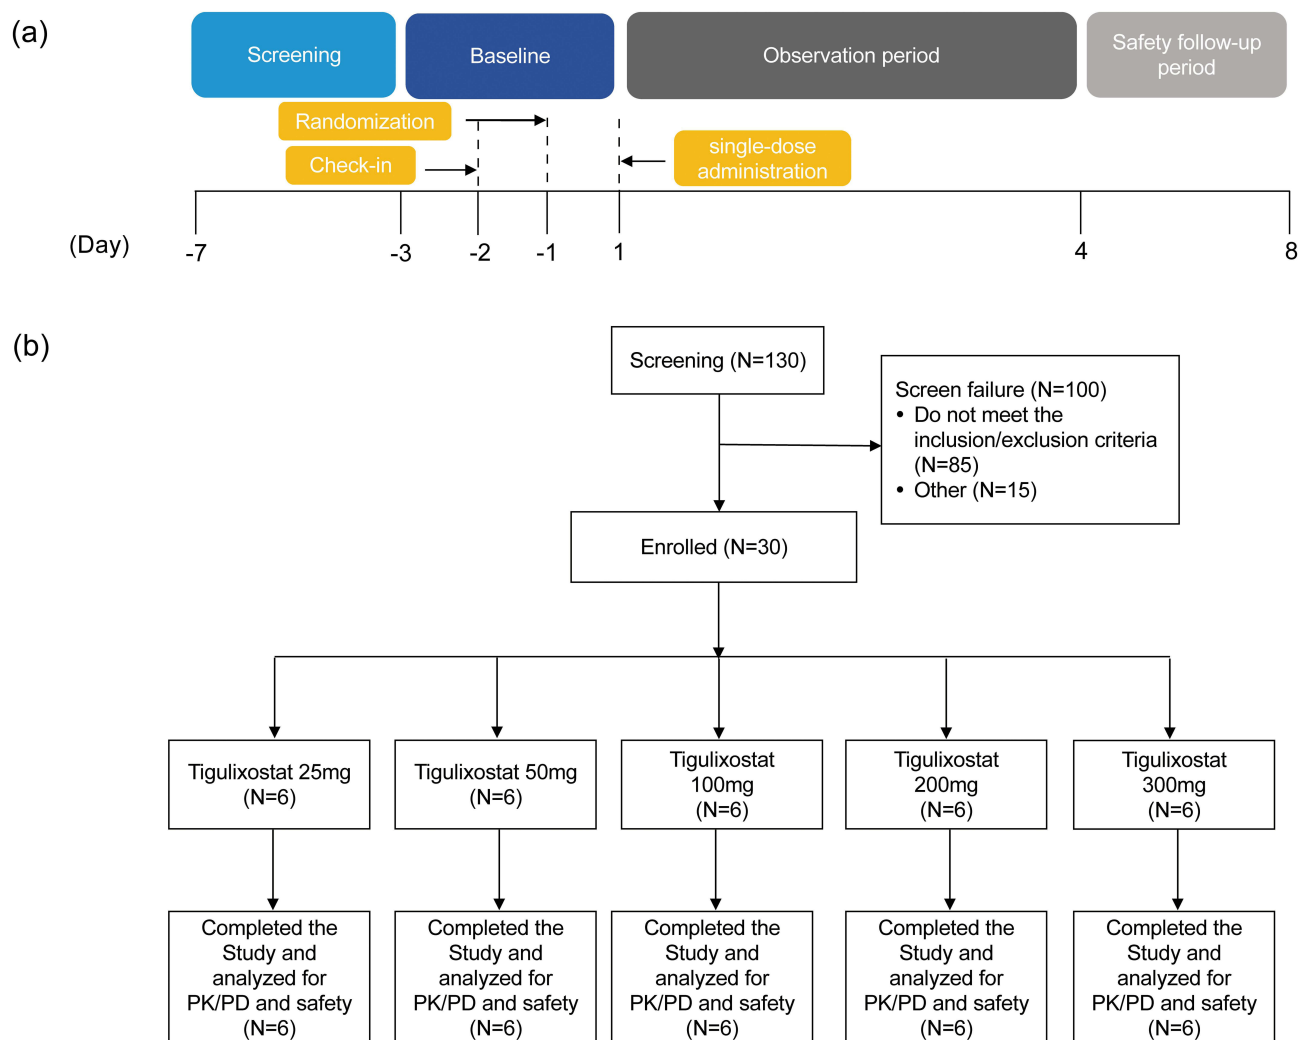 (a)
Screening
Baseline
Observation period
Safety follow-up
period
Randomization
Check-in
single-dose
administration
(Day)
-7
-3
-2
-1
1
4
8
(b)
Screening (N=130)
Screen failure (N=100)
• Do not meet the
inclusion/exclusion criteria
(N=85)
• Other (N=15)
Enrolled (N=30)
Tigulixostat 25mg
(N=6)
Tigulixostat 50mg
(N=6)
Tigulixostat
100mg
(N=6)
Tigulixostat
200mg
(N=6)
Tigulixostat
300mg
(N=6)
Completed the
Study and
analyzed for
PK/PD and safety
(N=6)
Completed the
Study and
analyzed for
PK/PD and safety
(N=6)
Completed the
Study and
analyzed for
PK/PD and safety
(N=6)
Completed the
Study and
analyzed for
PK/PD and safety
(N=6)
Completed the
Study and
analyzed for
PK/PD and safety
(N=6)